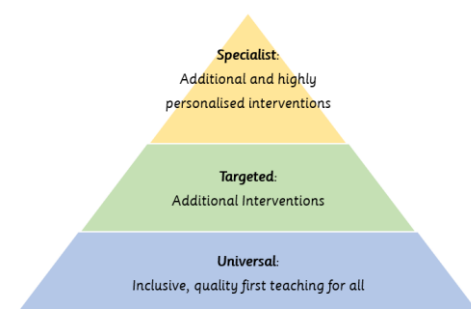 Specialist:
Additional and highly
personalised interventions
Targeted:
Additional Interventions
Universal:
Inclusive, quality first teaching for all